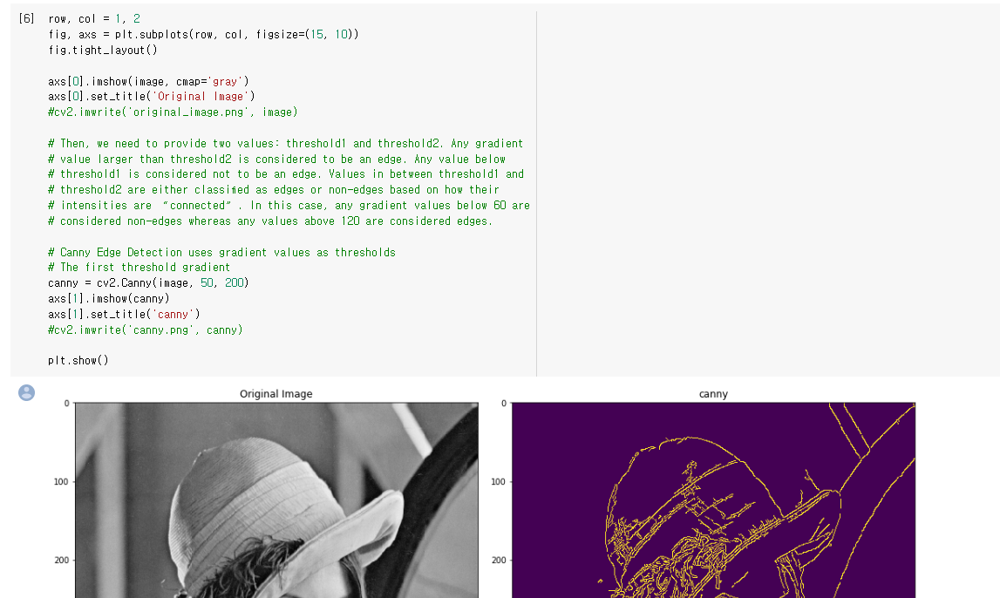 [6] row, col = 1, 2
fig, axs = plt.subplots(row, col, figsize=(15, 10))
fig.tight_layout()
axs[0].imshow(image, cmap='gray')
axs[0].set_title('Original Image')
#cv2.imwrite('original_image.png', image)
# Then, we need to provide two values: threshold1 and threshold2. Any gradient
# value larger than threshold2 is considered to be an edge. Any value below
# threshold1 is considered not to be an edge. Values in between threshold1 and
# threshold2 are either classified as edges or non-edges based on how their
# intensities are “connected”. In this case, any gradient values below 60 are
# considered non-edges whereas any values above 120 are considered edges.
# Canny Edge Detection uses gradient values as thresholds
# The first threshold gradient
canny = cv2.Canny(image, 50, 200)
axs[1].imshow(canny)
axs[1].set_title('canny')
#cv2.imwrite('canny.png', canny)
plt.show()
Original Image
0
100
200
canny
0
100
200